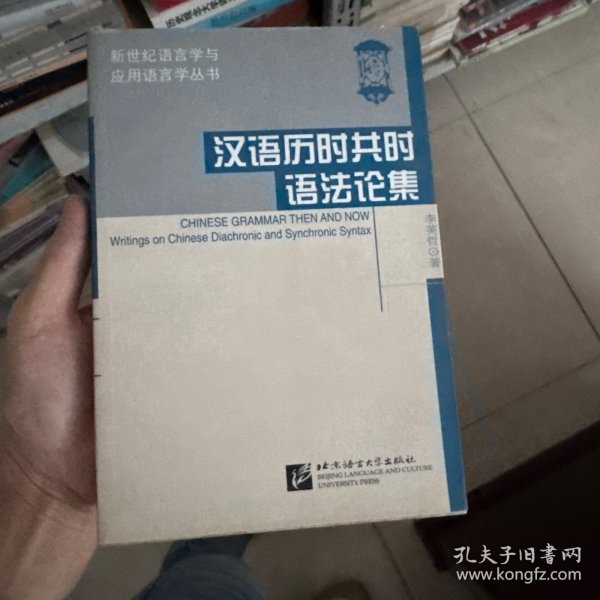 新世纪语言学与
应用语言学丛书
汉语历时共时
语法论集
CHINESE GRAMMAR THEN AND NOW
Writings on Chinese Diachronic and Synchronic Syntax
李英哲⊙著
北京语言大学出版社
BEIJING LANGUAGE AND CULTURE
UNIVERSITY PRESS
孔夫子旧书网
www.kongfz.com